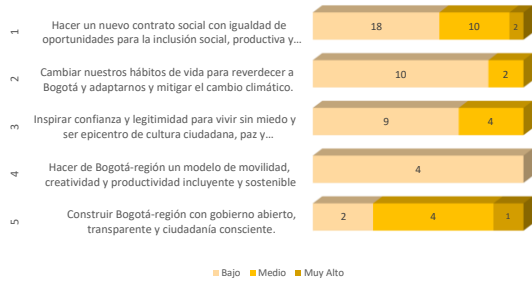 1
Hacer un nuevo contrato social con igualdad de
oportunidades para la inclusión social, productiva y…
18 10 2
2
Cambiar nuestros hábitos de vida para reverdecer a
Bogotá y adaptarnos y mitigar el cambio climático.
10 2
3
Inspirar confianza y legitimidad para vivir sin miedo y
ser epicentro de cultura ciudadana, paz y…
9 4
4
Hacer de Bogotá-región un modelo de movilidad,
creatividad y productividad incluyente y sostenible
4
5
Construir Bogotá-región con gobierno abierto,
transparente y ciudadanía consciente.
2 4 1
Bajo Medio Muy Alto